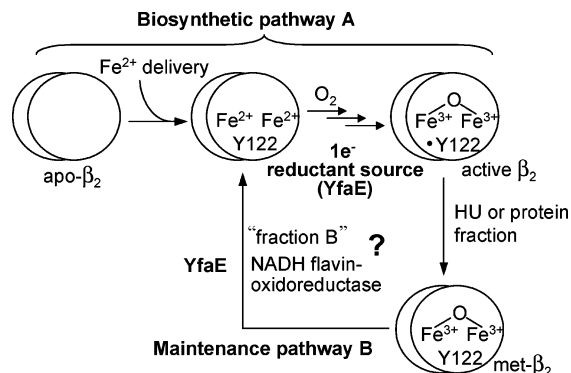 Biosynthetic pathway A
Fe²⁺ delivery
apo-β₂
Fe²⁺ Fe²⁺
Y122
O₂
1e⁻
reductant source
(YfaE)
O
Fe³⁺ Fe³⁺
•Y122
active β₂
HU or protein
fraction
"fraction B"
?
YfaE
NADH flavin-
oxidoreductase
O
Fe³⁺ Fe³⁺
Y122
met-β₂
Maintenance pathway B